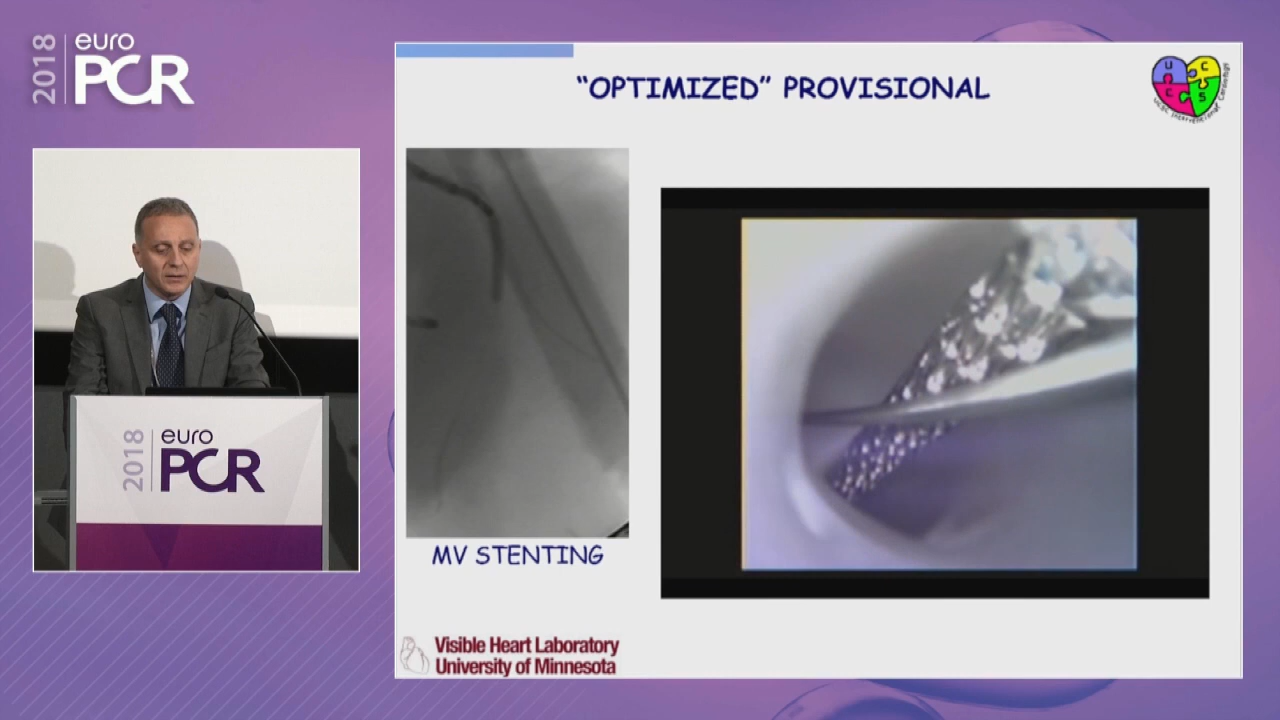 2018
euro
PCR
"OPTIMIZED" PROVISIONAL
U C
C S
MV STENTING
2018
euro
PCR
Visible Heart Laboratory
University of Minnesota